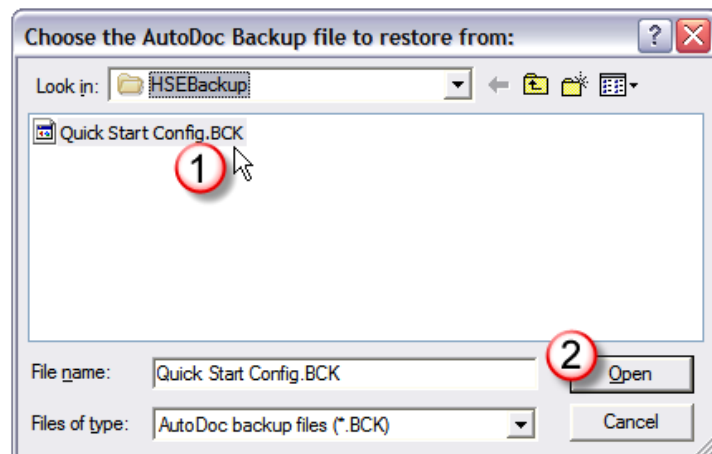 Choose the AutoDoc Backup file to restore from:
Look in: HSEBackup
Quick Start Config.BCK
1
2
File name: Quick Start Config.BCK Open
Files of type: AutoDoc backup files (*.BCK) Cancel